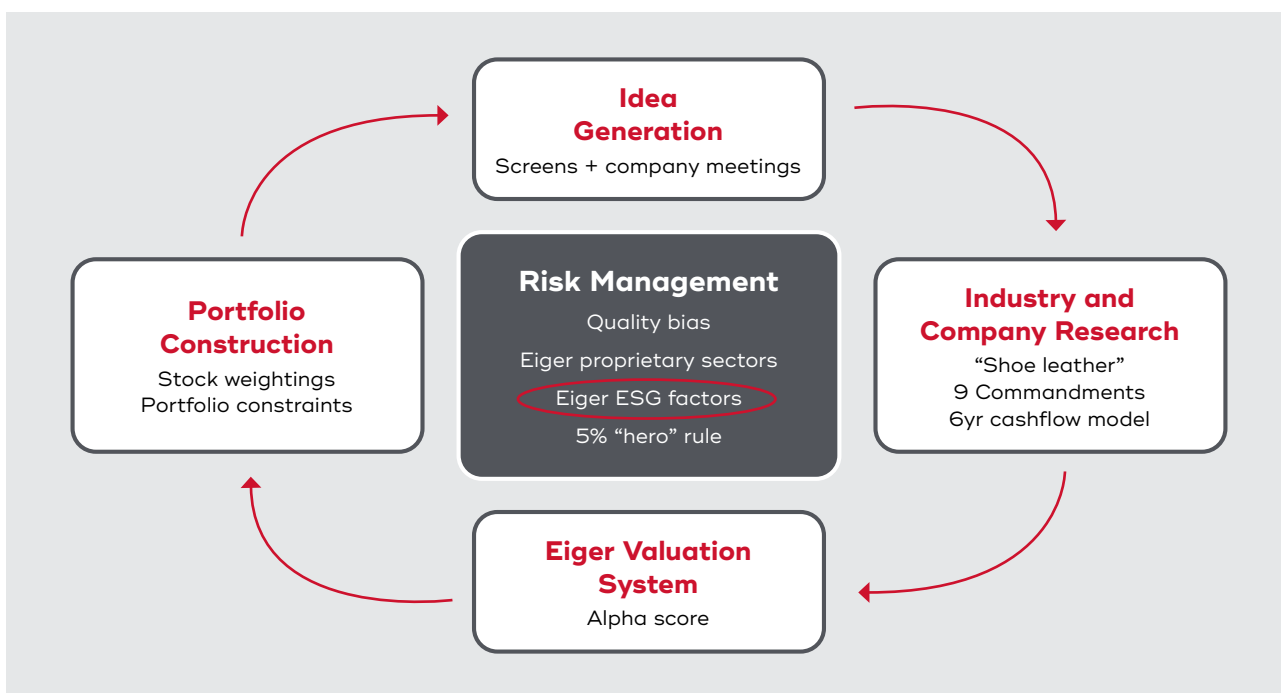 Idea
Generation
Screens + company meetings
Risk Management
Quality bias
Eiger proprietary sectors
Eiger ESG factors
5% “hero” rule
Portfolio
Construction
Stock weightings
Portfolio constraints
Industry and
Company Research
“Shoe leather”
9 Commandments
6yr cashflow model
Eiger Valuation
System
Alpha score